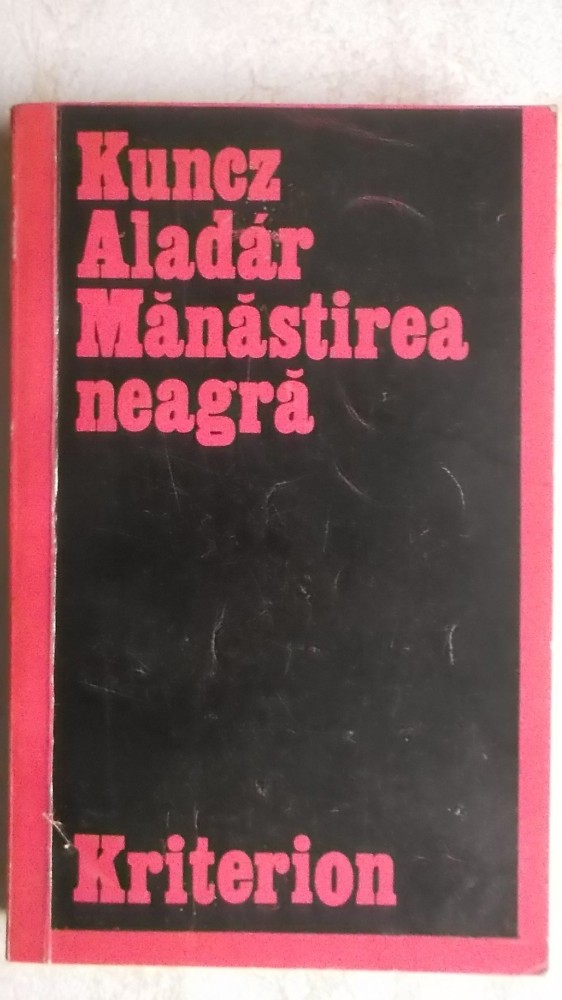 Kuncz
Aladár
Mănăstirea
neagră
Kriterion